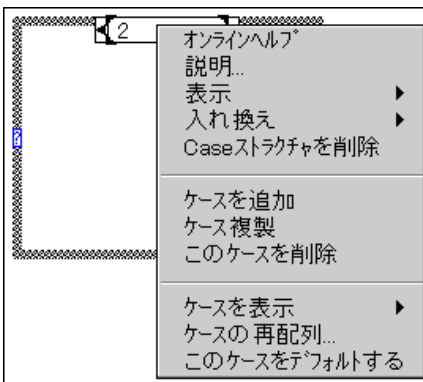 2
オンラインヘルプ
説明...
表示
入れ換え
Caseストラクチャを削除
ケースを追加
ケース複製
このケースを削除
ケースを表示
ケースの再配列...
このケースをデフォルトする
?